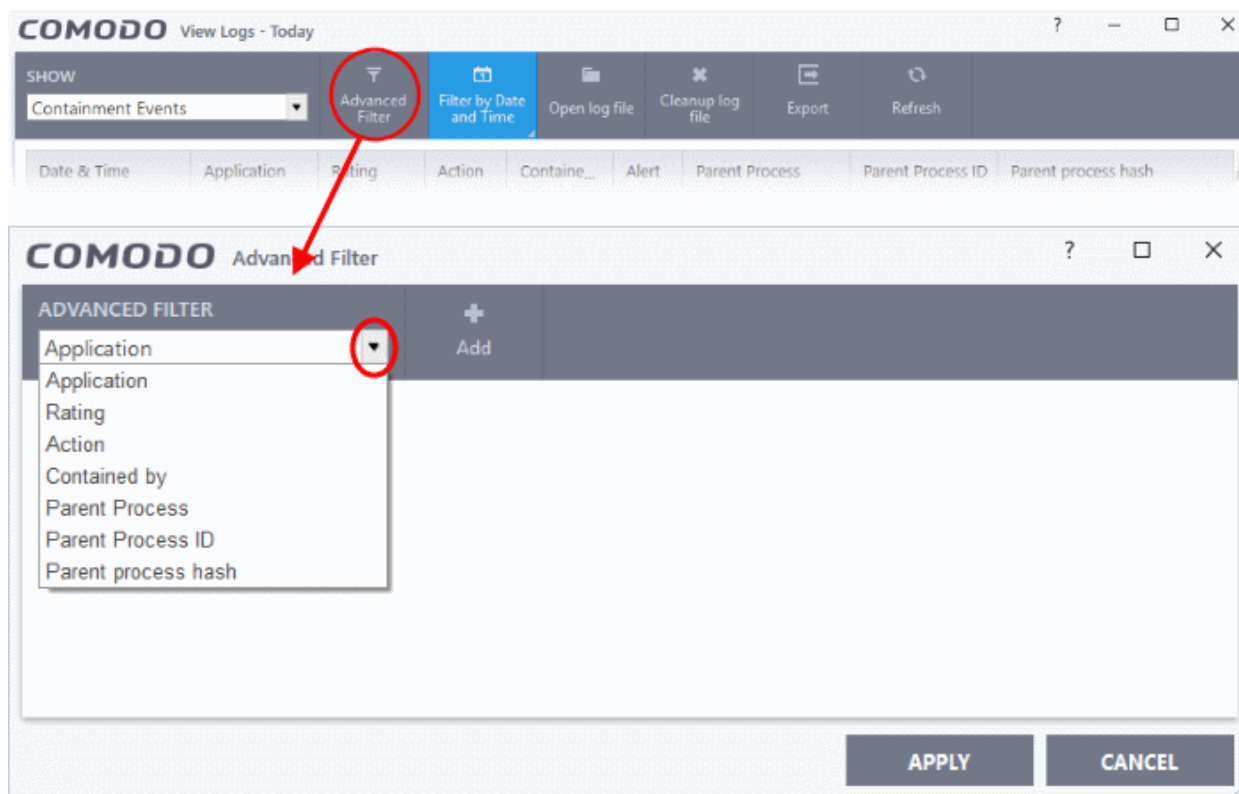 COMODO View Logs - Today ?
SHOW
Containment Events
Advanced Filter
Filter by Date and Time
Open log file
Cleanup log file
Export
Refresh
Date & Time Application Rating Action Containe... Alert Parent Process Parent Process ID Parent process hash
COMODO Advanced Filter ?
ADVANCED FILTER
Application
Add
Application
Rating
Action
Contained by
Parent Process
Parent Process ID
Parent process hash
APPLY CANCEL